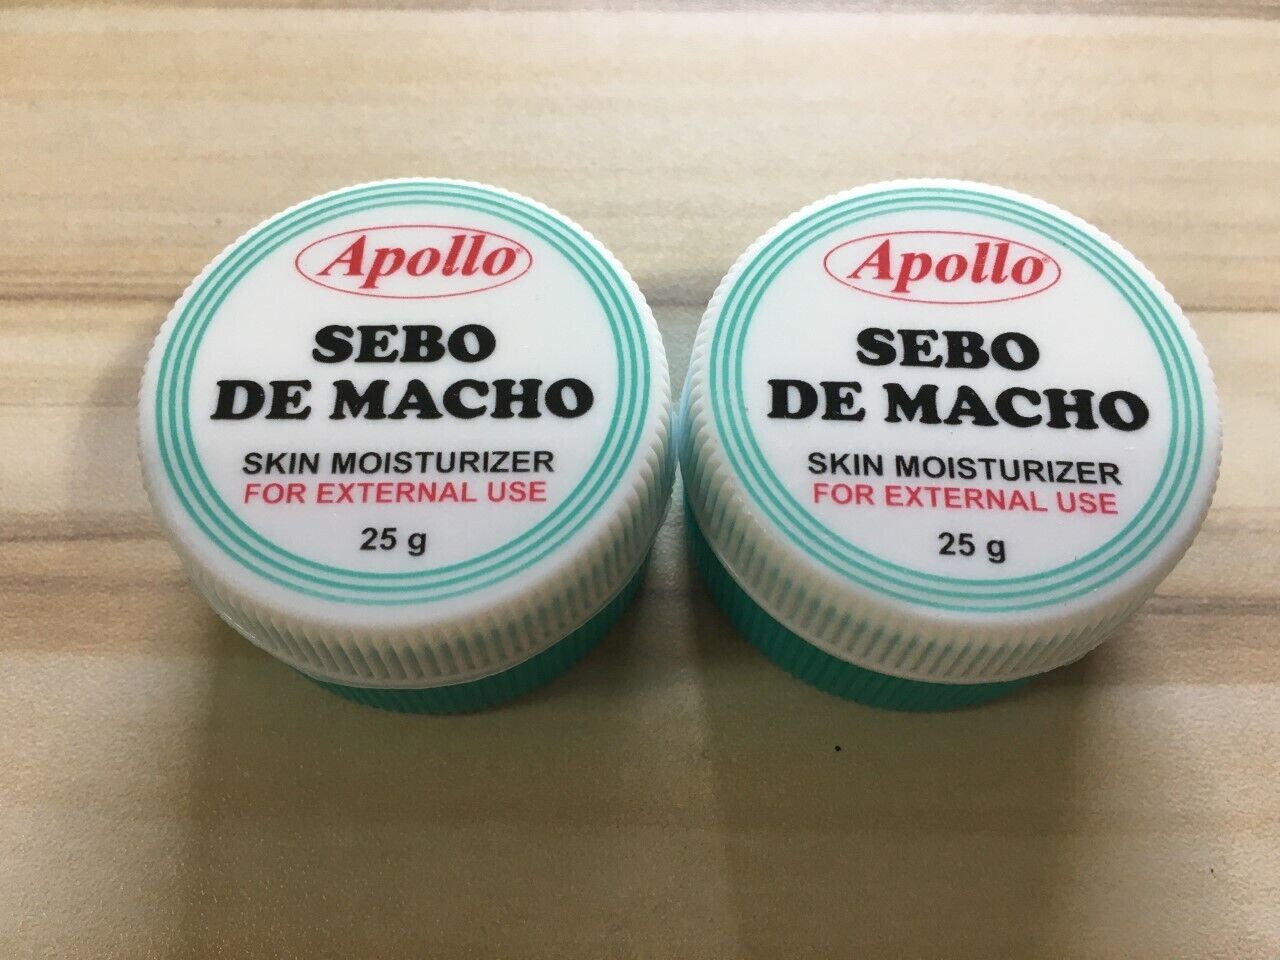 Apollo®
SEBO
DE MACHO
SKIN MOISTURIZER
FOR EXTERNAL USE
25 g
Apollo®
SEBO
DE MACHO
SKIN MOISTURIZER
FOR EXTERNAL USE
25 g